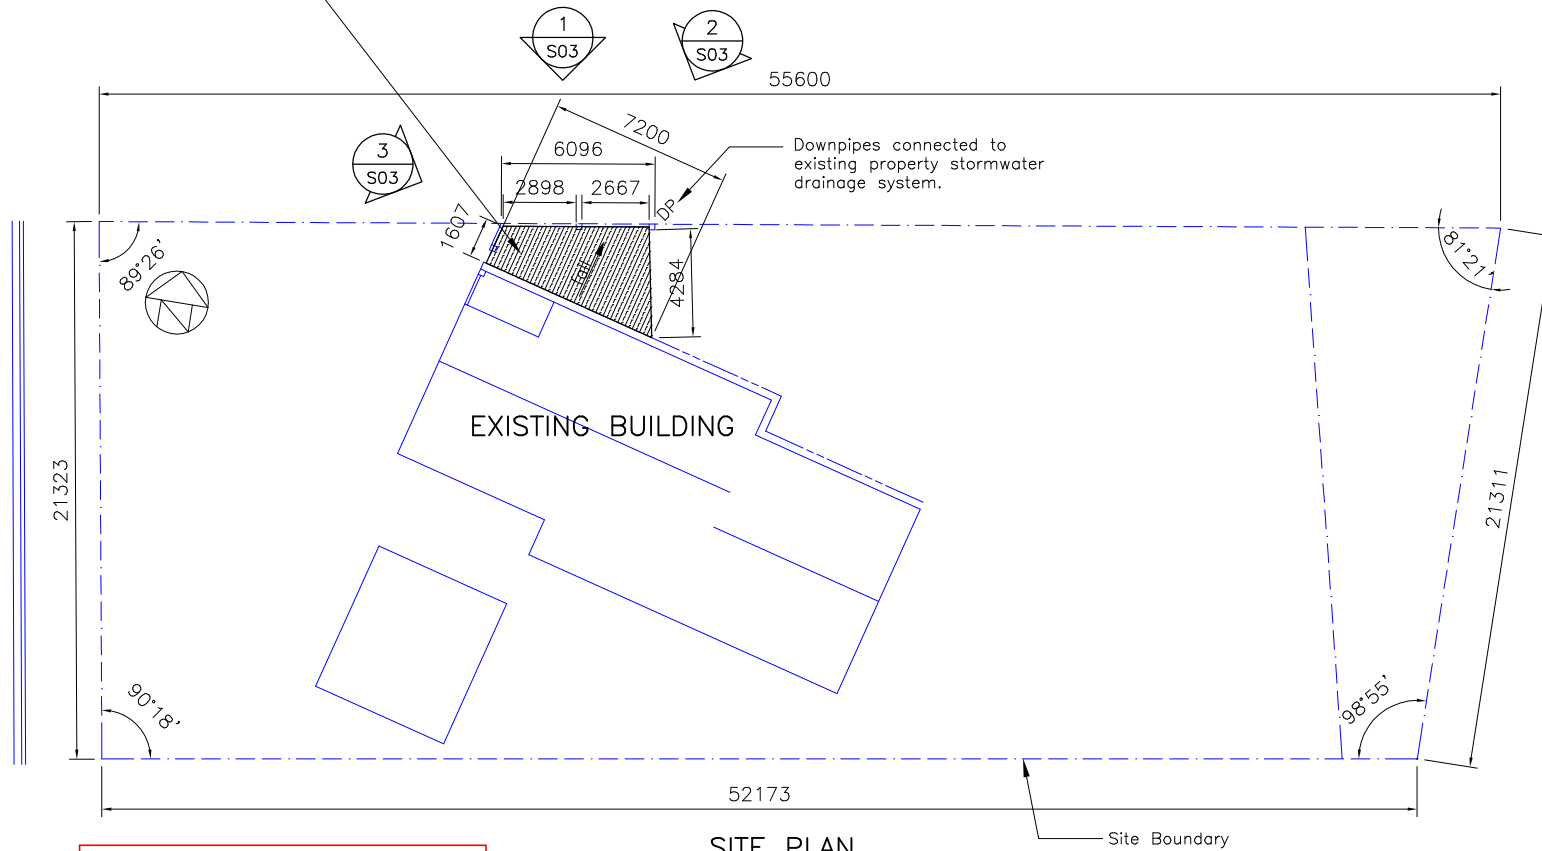 1
S03
2
S03
55600
7200
3
S03
6096
Downpipes connected to
existing property stormwater
drainage system.
2898
2667
DP
1607
89°26'
fall
4284
81°21'
EXISTING BUILDING
21323
21311
90°18'
98°55'
52173
SITE PLAN
Site Boundary